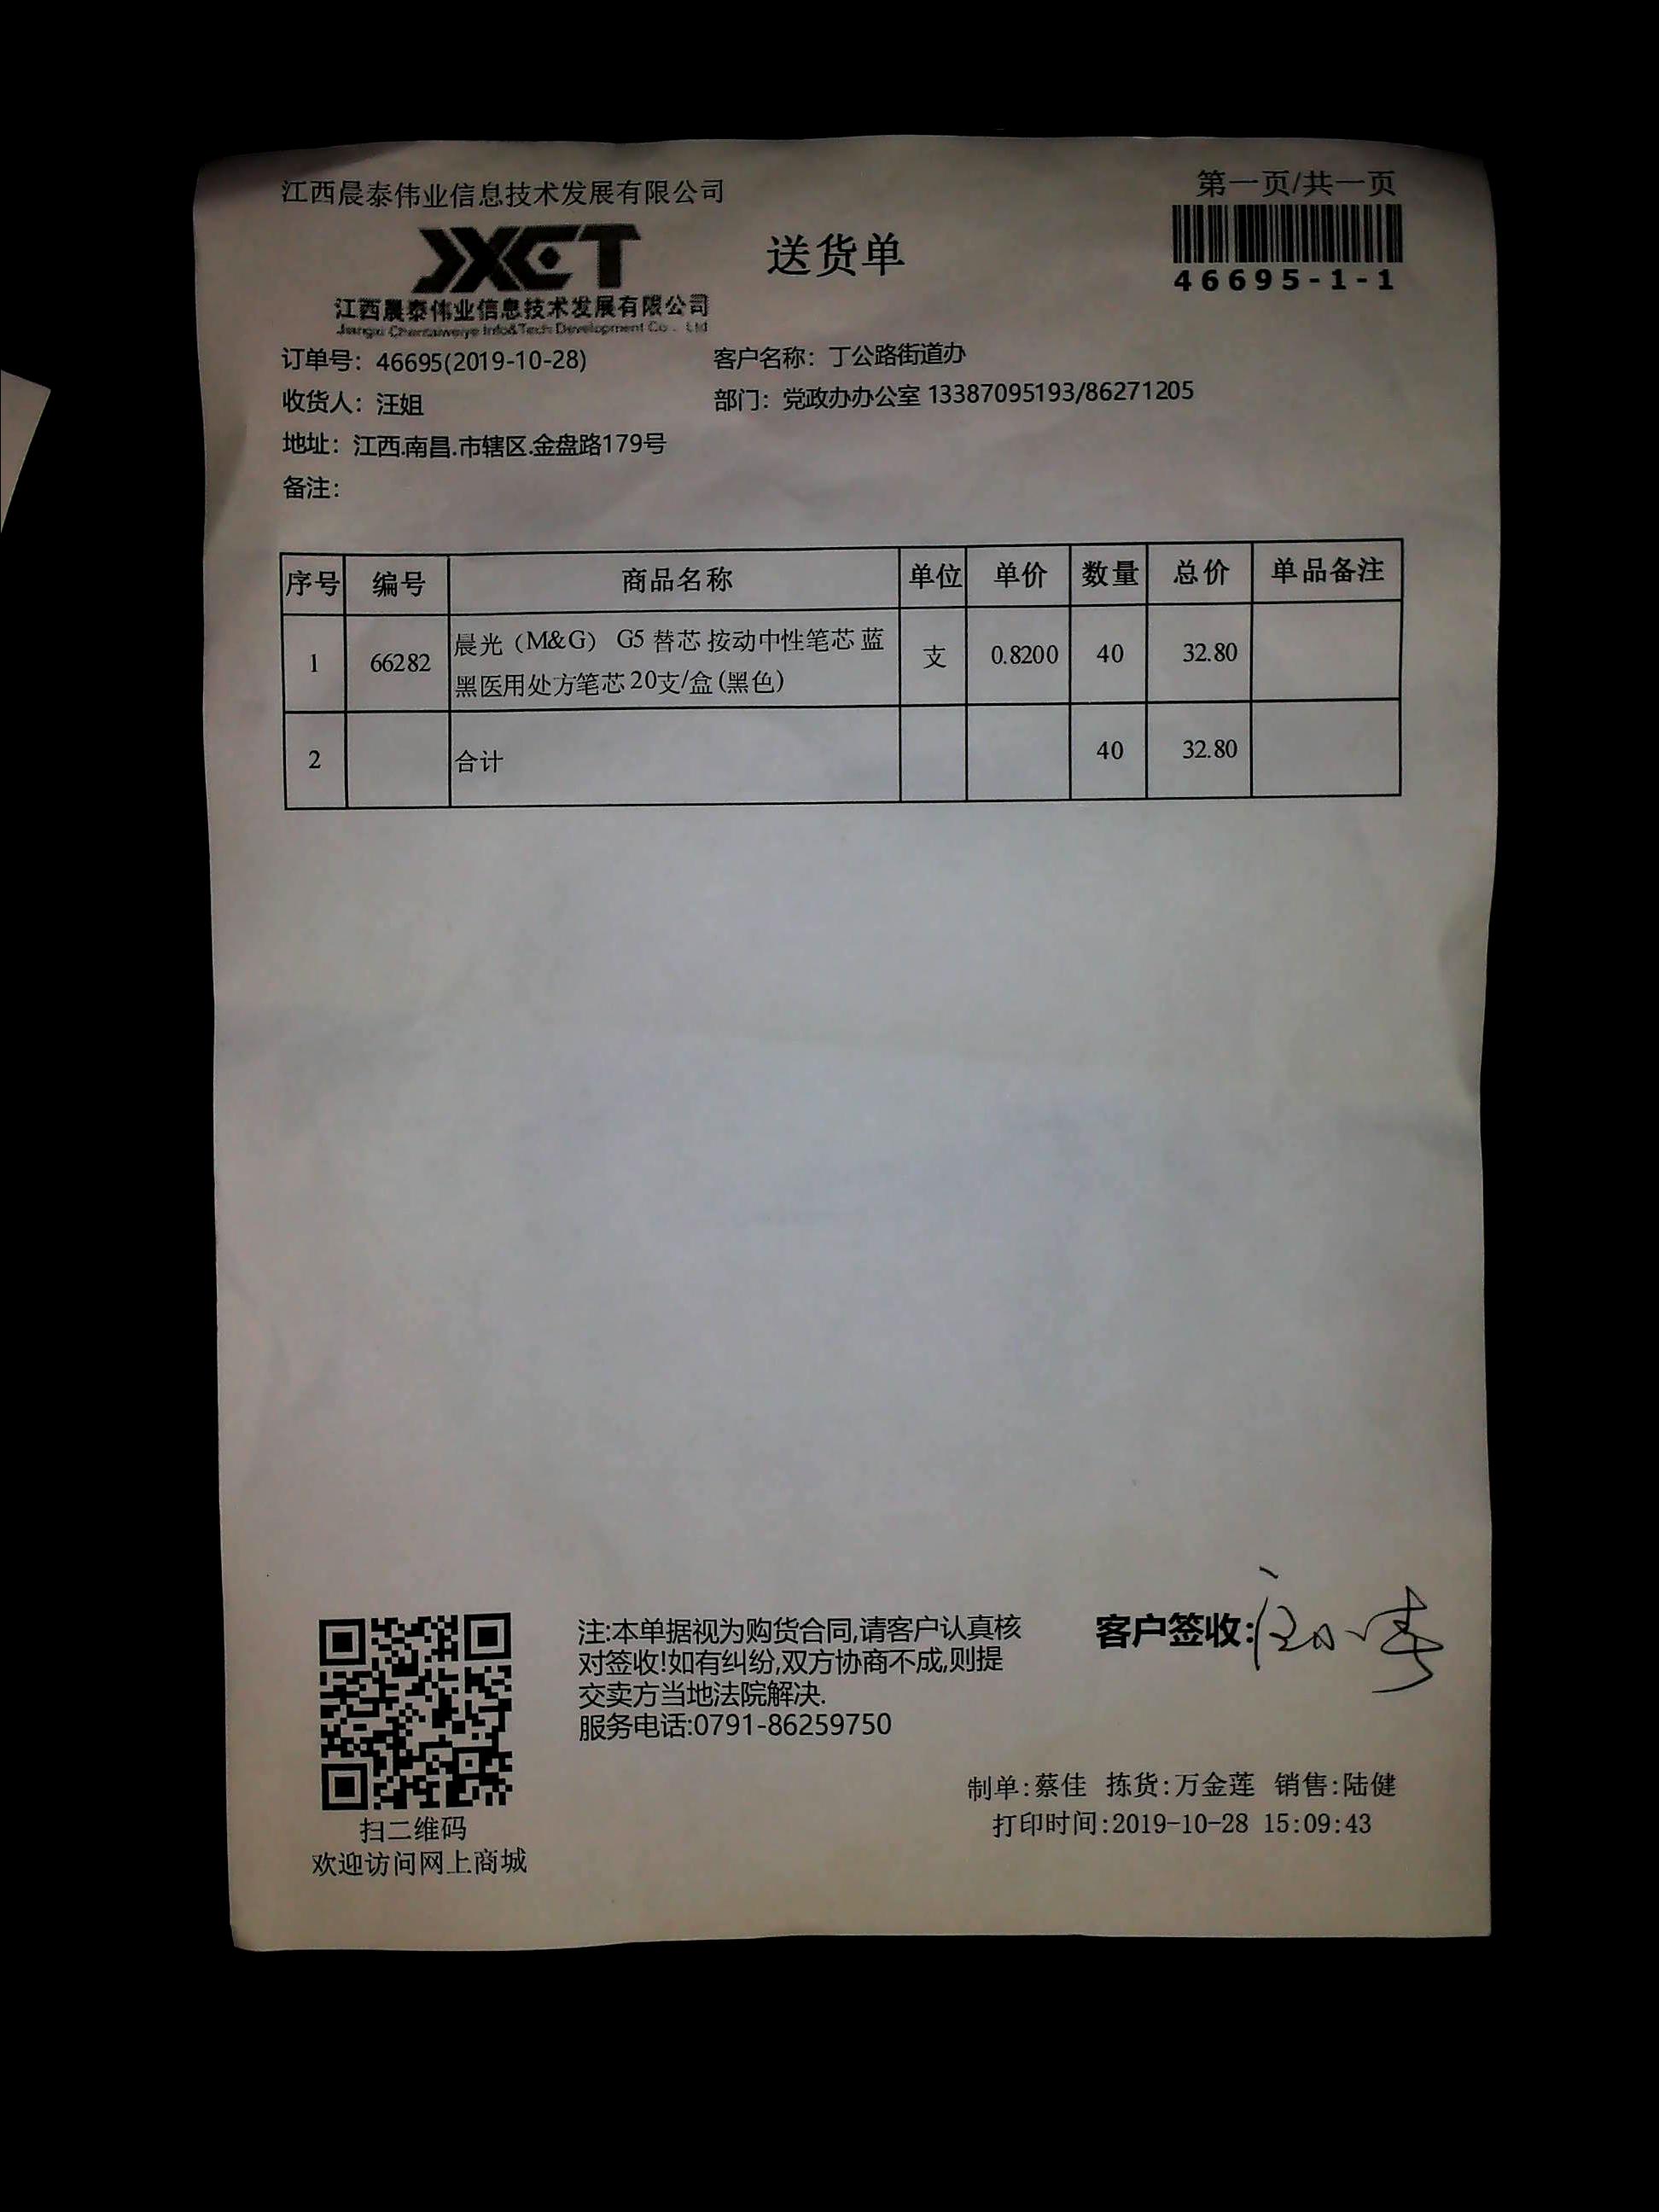 江西晨泰伟业信息技术发展有限公司
第一页/共一页
JXCT
送货单
46695-1-1
江西晨泰伟业信息技术发展有限公司
Jiangxi Chentaiweiye Info&Tech Development Co . Ltd
订单号：46695(2019-10-28) 客户名称：丁公路街道办
收货人：汪姐 部门：党政办办公室 13387095193/86271205
地址：江西.南昌.市辖区.金盘路179号
备注：
序号 编号 商品名称 单位 单价 数量 总价 单品备注
1 66282 晨光（M&G） G5 替芯 按动中性笔芯 蓝 支 0.8200 40 32.80
黑医用处方笔芯 20支/盒 (黑色)
2 合计 40 32.80
注:本单据视为购货合同,请客户认真核
对签收!如有纠纷,双方协商不成,则提
交卖方当地法院解决.
服务电话:0791-86259750
客户签收:
制单:蔡佳 拣货:万金莲 销售:陆健
打印时间:2019-10-28 15:09:43
扫二维码
欢迎访问网上商城